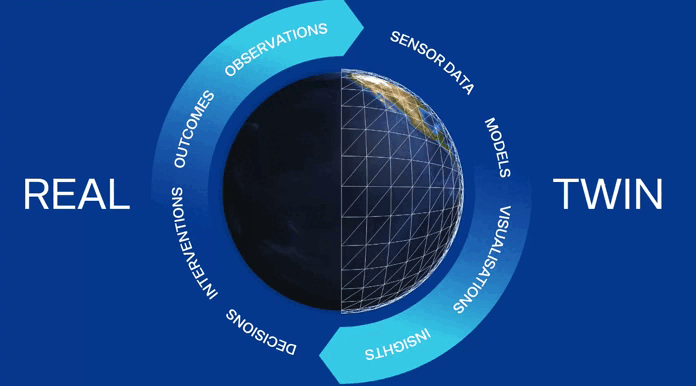 REAL
TWIN
OBSERVATIONS
SENSOR DATA
MODELS
VISUALISATIONS
INSIGHTS
DECISIONS
INTERVENTIONS
OUTCOMES